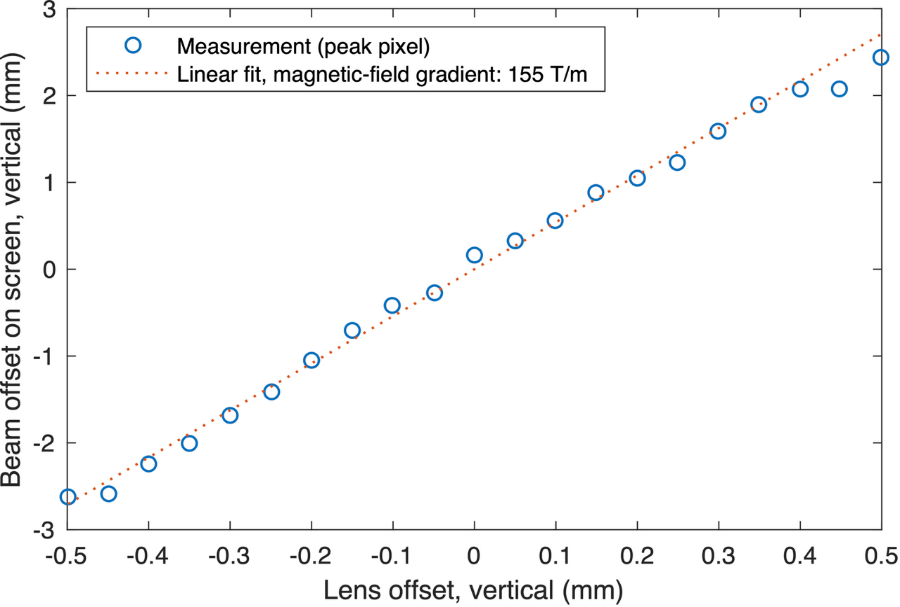 Beam offset on screen, vertical (mm)
3
2
1
0
-1
-2
-3
Measurement (peak pixel)
Linear fit, magnetic-field gradient: 155 T/m
-0.5 -0.4 -0.3 -0.2 -0.1 0 0.1 0.2 0.3 0.4 0.5
Lens offset, vertical (mm)